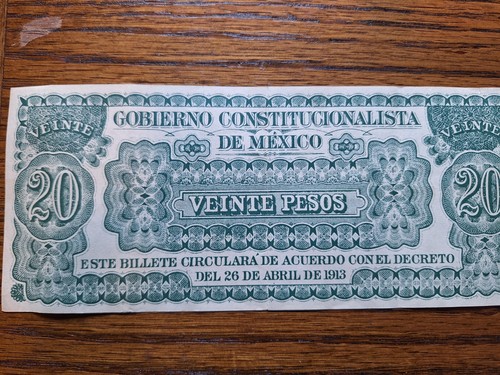 VEINTE
GOBIERNO CONSTITUCIONALISTA
DE MÉXICO
VEINTE
20
VEINTE PESOS
20
ESTE BILLETE CIRCULARÁ DE ACUERDO CON EL DECRETO
DEL 26 DE ABRIL DE 1913